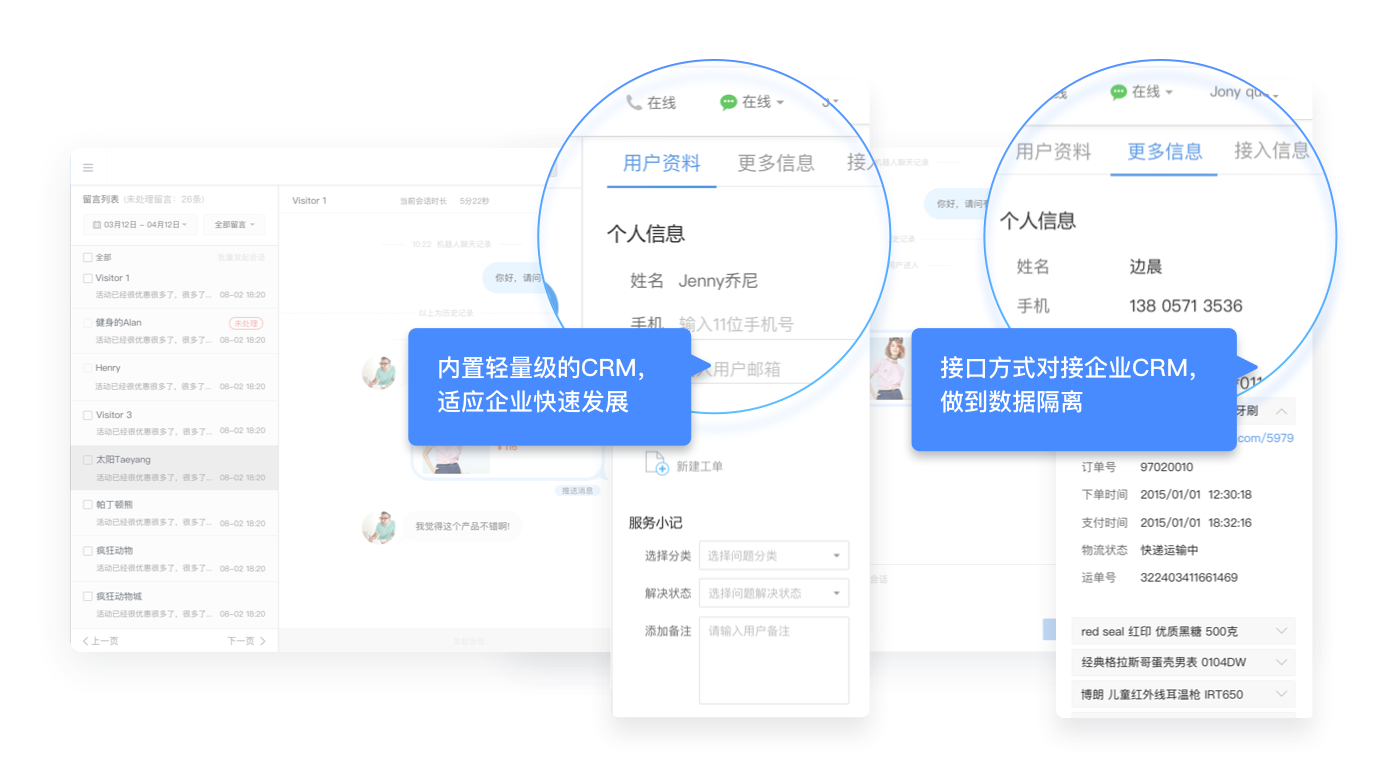 留言列表 (未处理留言：26条)
03月12日 – 04月12日
全部留言
全部
批量发起会话
Visitor 1
活动已经很优惠很多了，很多了...
08–02 18:20
健身的Alan
未处理
活动已经很优惠很多了，很多了...
08–02 18:20
Henry
活动已经很优惠很多了，很多了...
08–02 18:20
Visitor 3
活动已经很优惠很多了，很多了...
08–02 18:20
太阳Taeyang
活动已经很优惠很多了，很多了...
08–02 18:20
帕丁顿熊
活动已经很优惠很多了，很多了...
08–02 18:20
疯狂动物
活动已经很优惠很多了，很多了...
08–02 18:20
疯狂动物城
活动已经很优惠很多了，很多了...
08–02 18:20
上一页
下一页
Visitor 1
当前会话时长
5分22秒
10:22 机器人聊天记录
你好，请问
以上为历史记录
¥ 118
推送消息
我觉得这个产品不错啊!
在线
在线
用户资料
更多信息
接
个人信息
姓名
Jenny乔尼
手机
输入11位手机号
用户邮箱
内置轻量级的CRM，
适应企业快速发展
新建工单
服务小记
选择分类
选择问题分类
解决状态
选择问题解决状态
添加备注
请输入用户备注
机器人聊天记录
你好，请问
史记录
会话
线
在线
Jony qu
用户资料
更多信息
接入信息
个人信息
姓名
边晨
手机
138 0571 3536
接口方式对接企业CRM，
做到数据隔离
牙刷
com/5979
订单号
97020010
下单时间
2015/01/01 12:30:18
支付时间
2015/01/01 18:32:16
物流状态
快递运输中
运单号
322403411661469
red seal 红印 优质黑糖 500克
经典格拉斯哥蛋壳男表 0104DW
博朗 儿童红外线耳温枪 IRT650